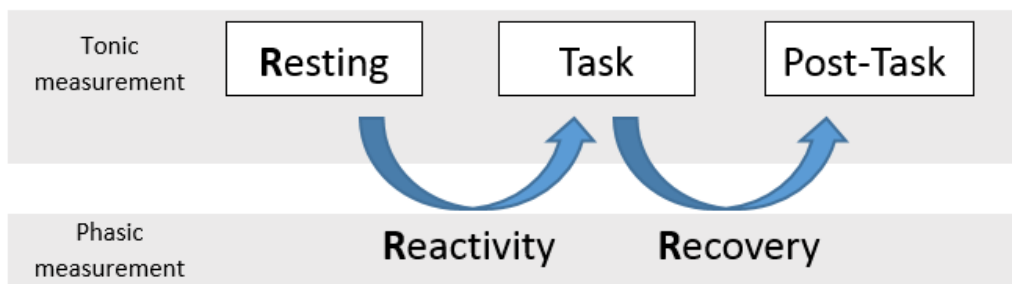 Tonic
measurement
Resting
Task
Post-Task
Phasic
measurement
Reactivity
Recovery